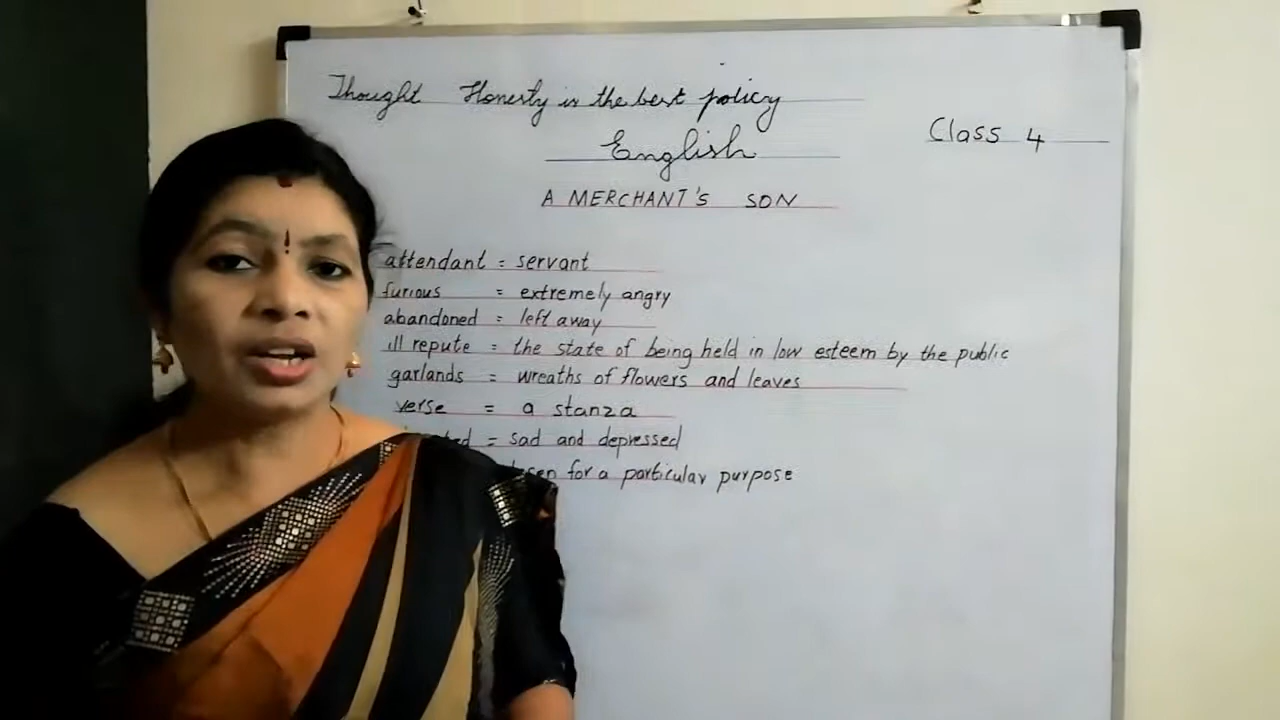 Thought Honesty is the best policy
English
Class 4
A MERCHANT'S SON
attendant = servant
furious = extremely angry
abandoned = left away
ill repute = the state of being held in low esteem by the public
garlands = wreaths of flowers and leaves
verse = a stanza
= sad and depressed
for a particular purpose